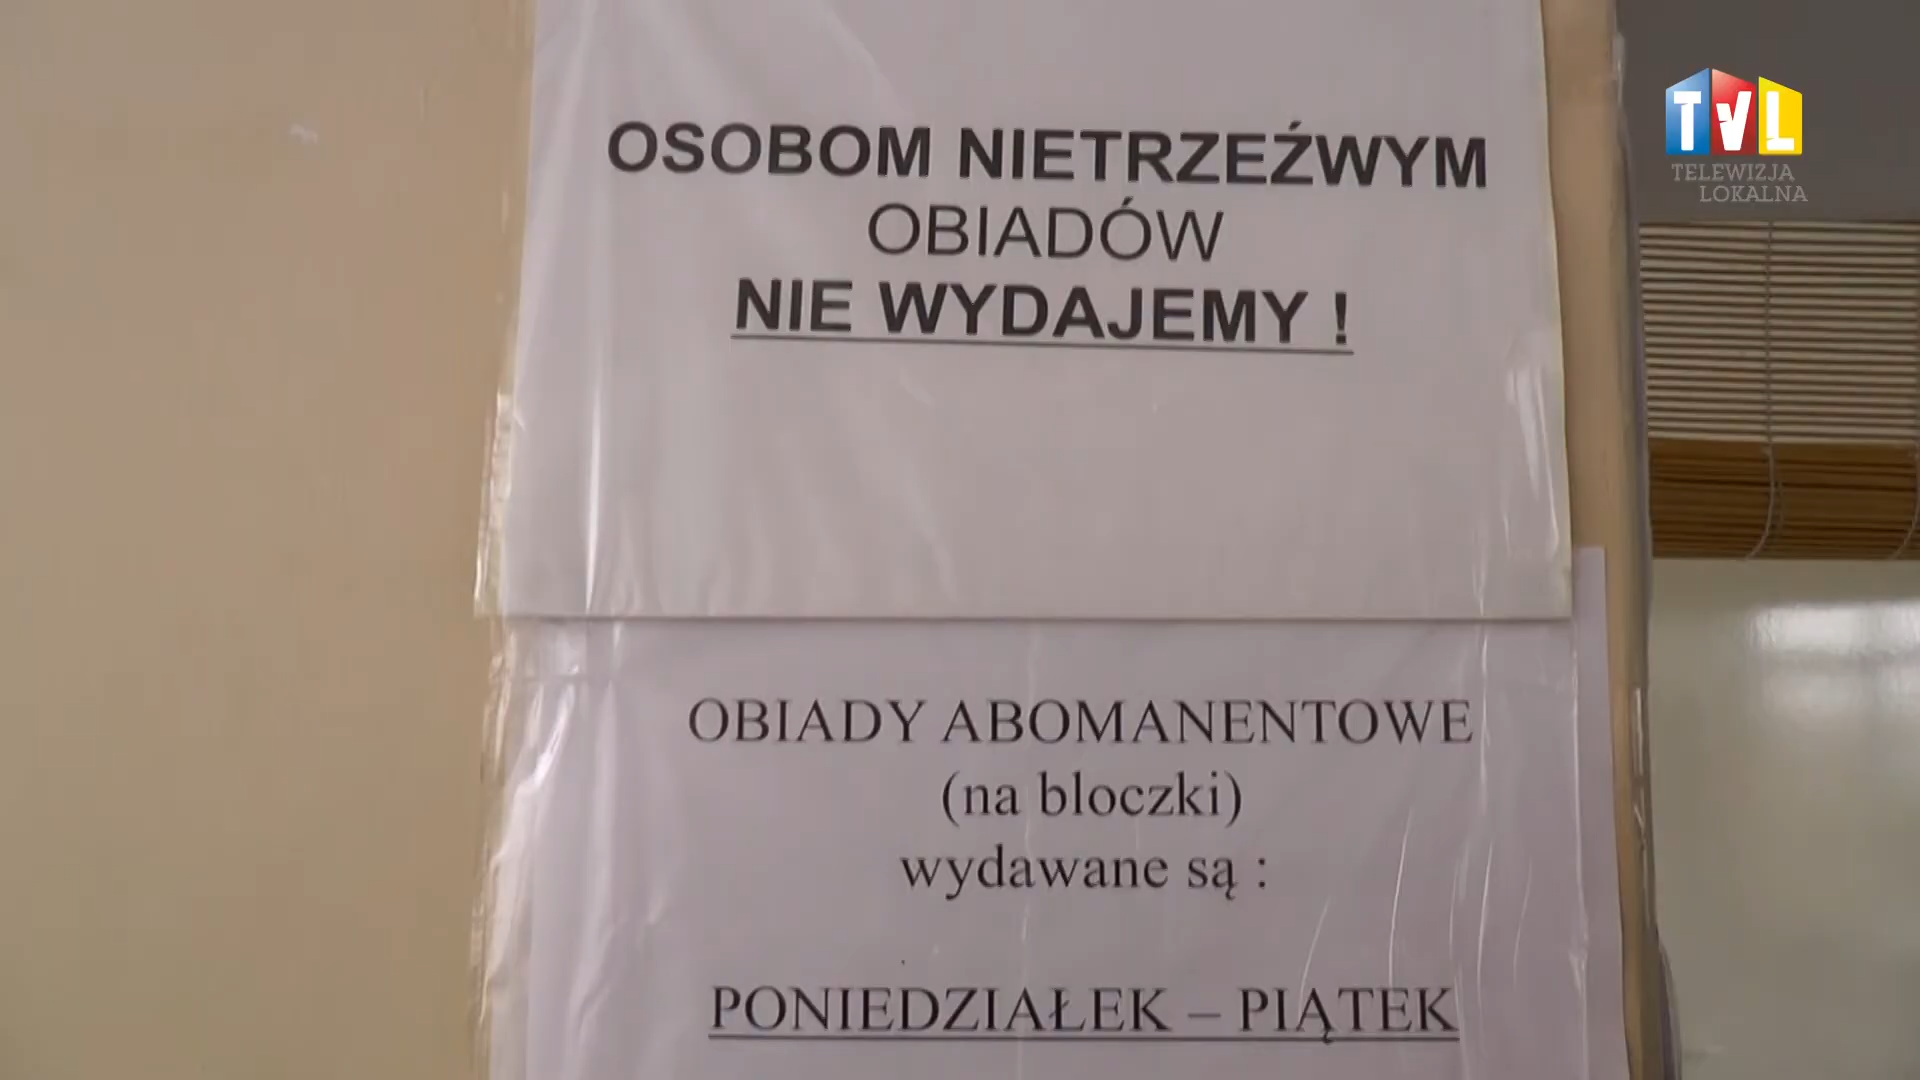 OSOBOM NIETRZEŹWYM
OBIADÓW
NIE WYDAJEMY !
OBIADY ABOMANENTOWE
(na bloczki)
wydawane są :
PONIEDZIAŁEK – PIĄTEK
TVL
TELEWIZJA
LOKALNA